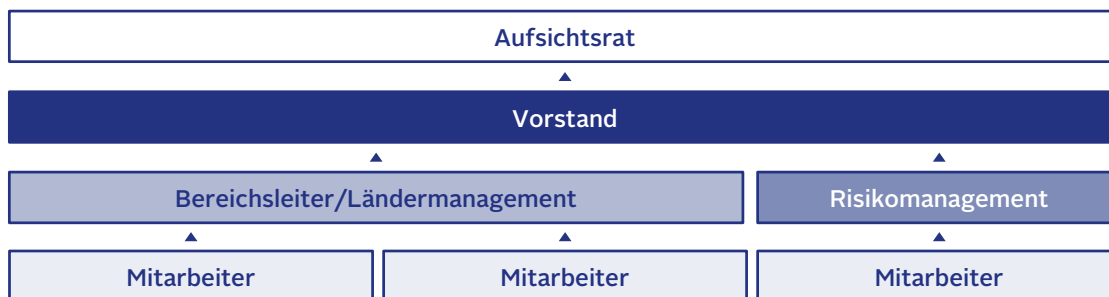 Aufsichtsrat
Vorstand
Bereichsleiter/Ländermanagement
Risikomanagement
Mitarbeiter
Mitarbeiter
Mitarbeiter